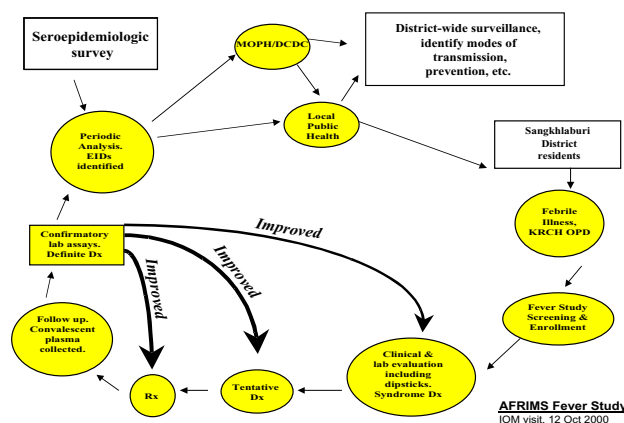 Seroepidemiologic
survey
MOPH/DCDC
District-wide surveillance,
identify modes of
transmission,
prevention, etc.
Periodic
Analysis.
EIDs
identified
Local
Public
Health
Sangkhlaburi
District
residents
Febrile
Illness,
KRCH OPD
Fever Study
Screening &
Enrollment
Clinical &
lab evaluation
including
dipsticks.
Syndrome Dx
Tentative
Dx
Rx
Follow up.
Convalescent
plasma
collected.
Confirmatory
lab assays.
Definite Dx
Improved
Improved
Improved
AFRIMS Fever Study
IOM visit, 12 Oct 2000